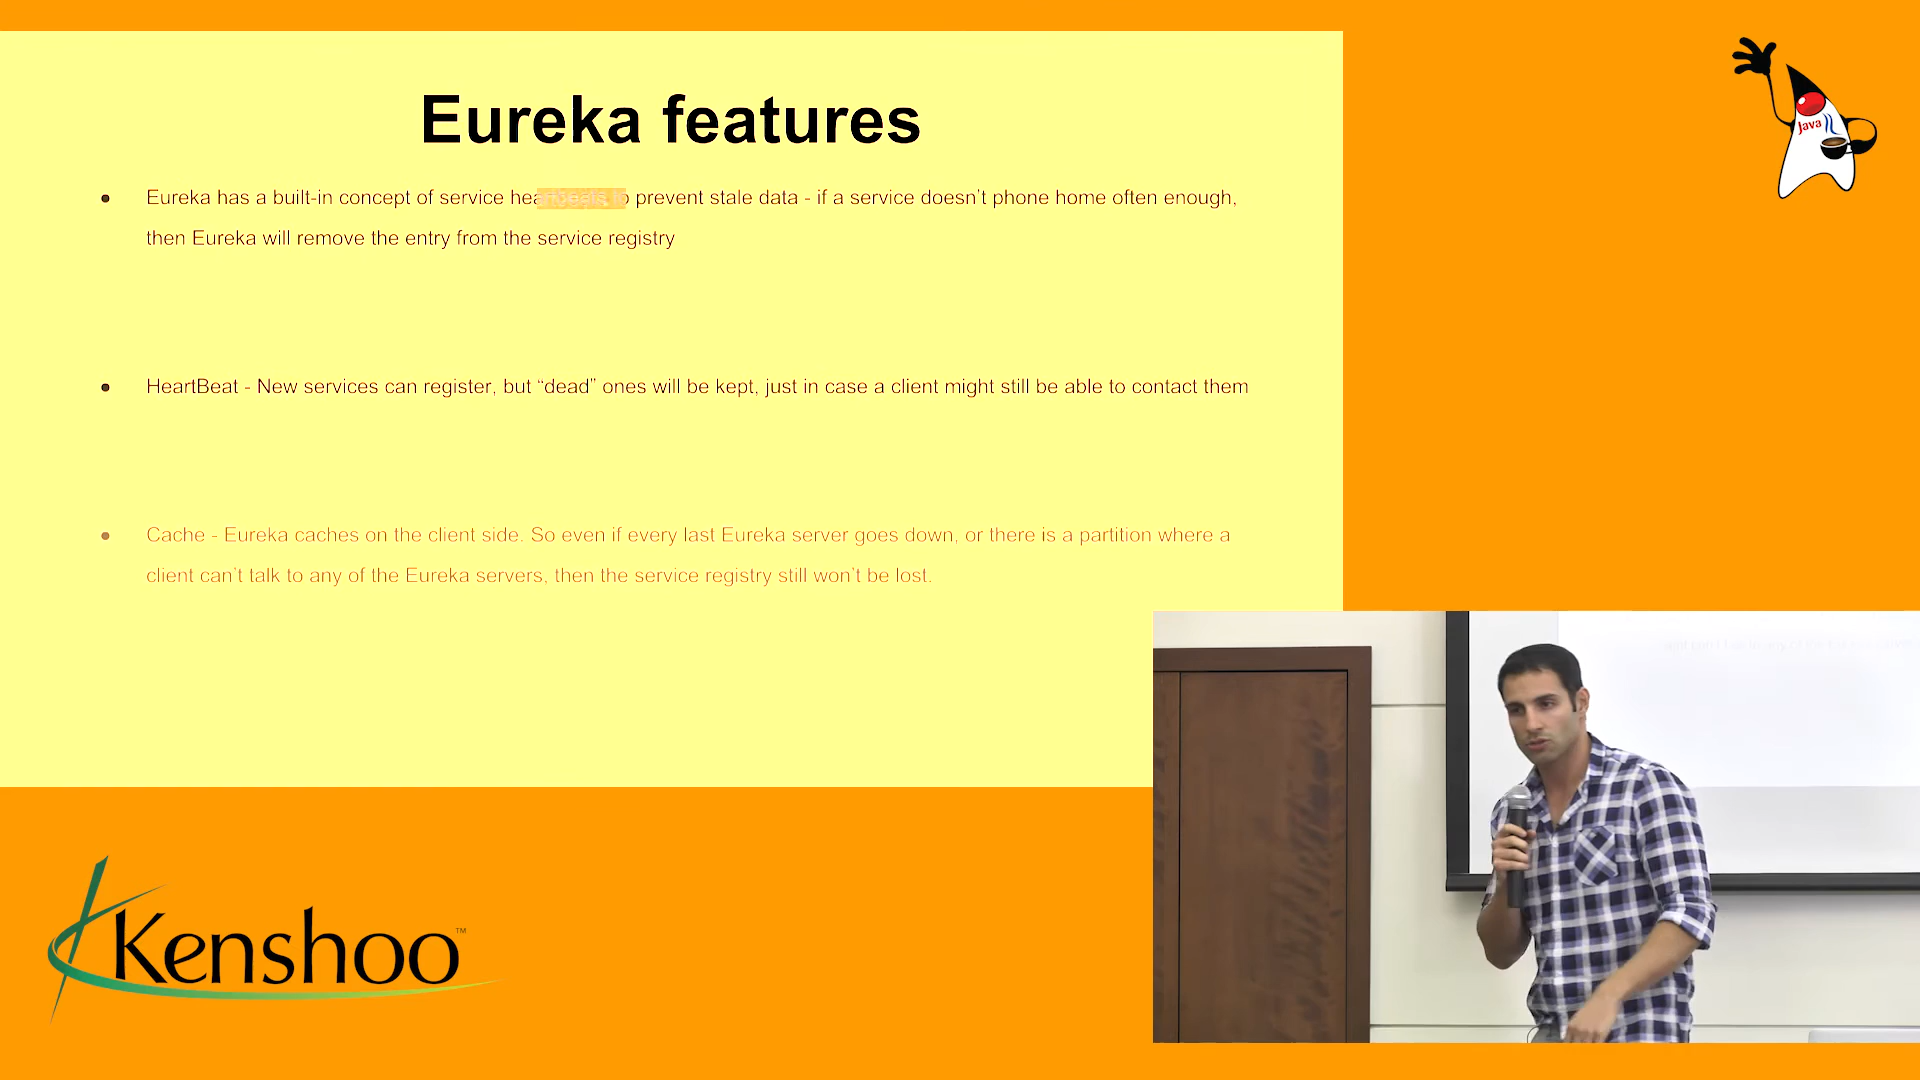 Eureka features
Java
• Eureka has a built-in concept of service heartbeats, to prevent stale data - if a service doesn't phone home often enough,
then Eureka will remove the entry from the service registry
• HeartBeat - New services can register, but “dead” ones will be kept, just in case a client might still be able to contact them
• Cache - Eureka caches on the client side. So even if every last Eureka server goes down, or there is a partition where a
client can't talk to any of the Eureka servers, then the service registry still won't be lost.
Kenshoo™